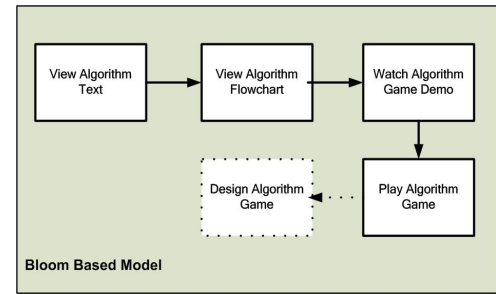 View Algorithm
Text
View Algorithm
Flowchart
Watch Algorithm
Game Demo
Play Algorithm
Game
Design Algorithm
Game
Bloom Based Model